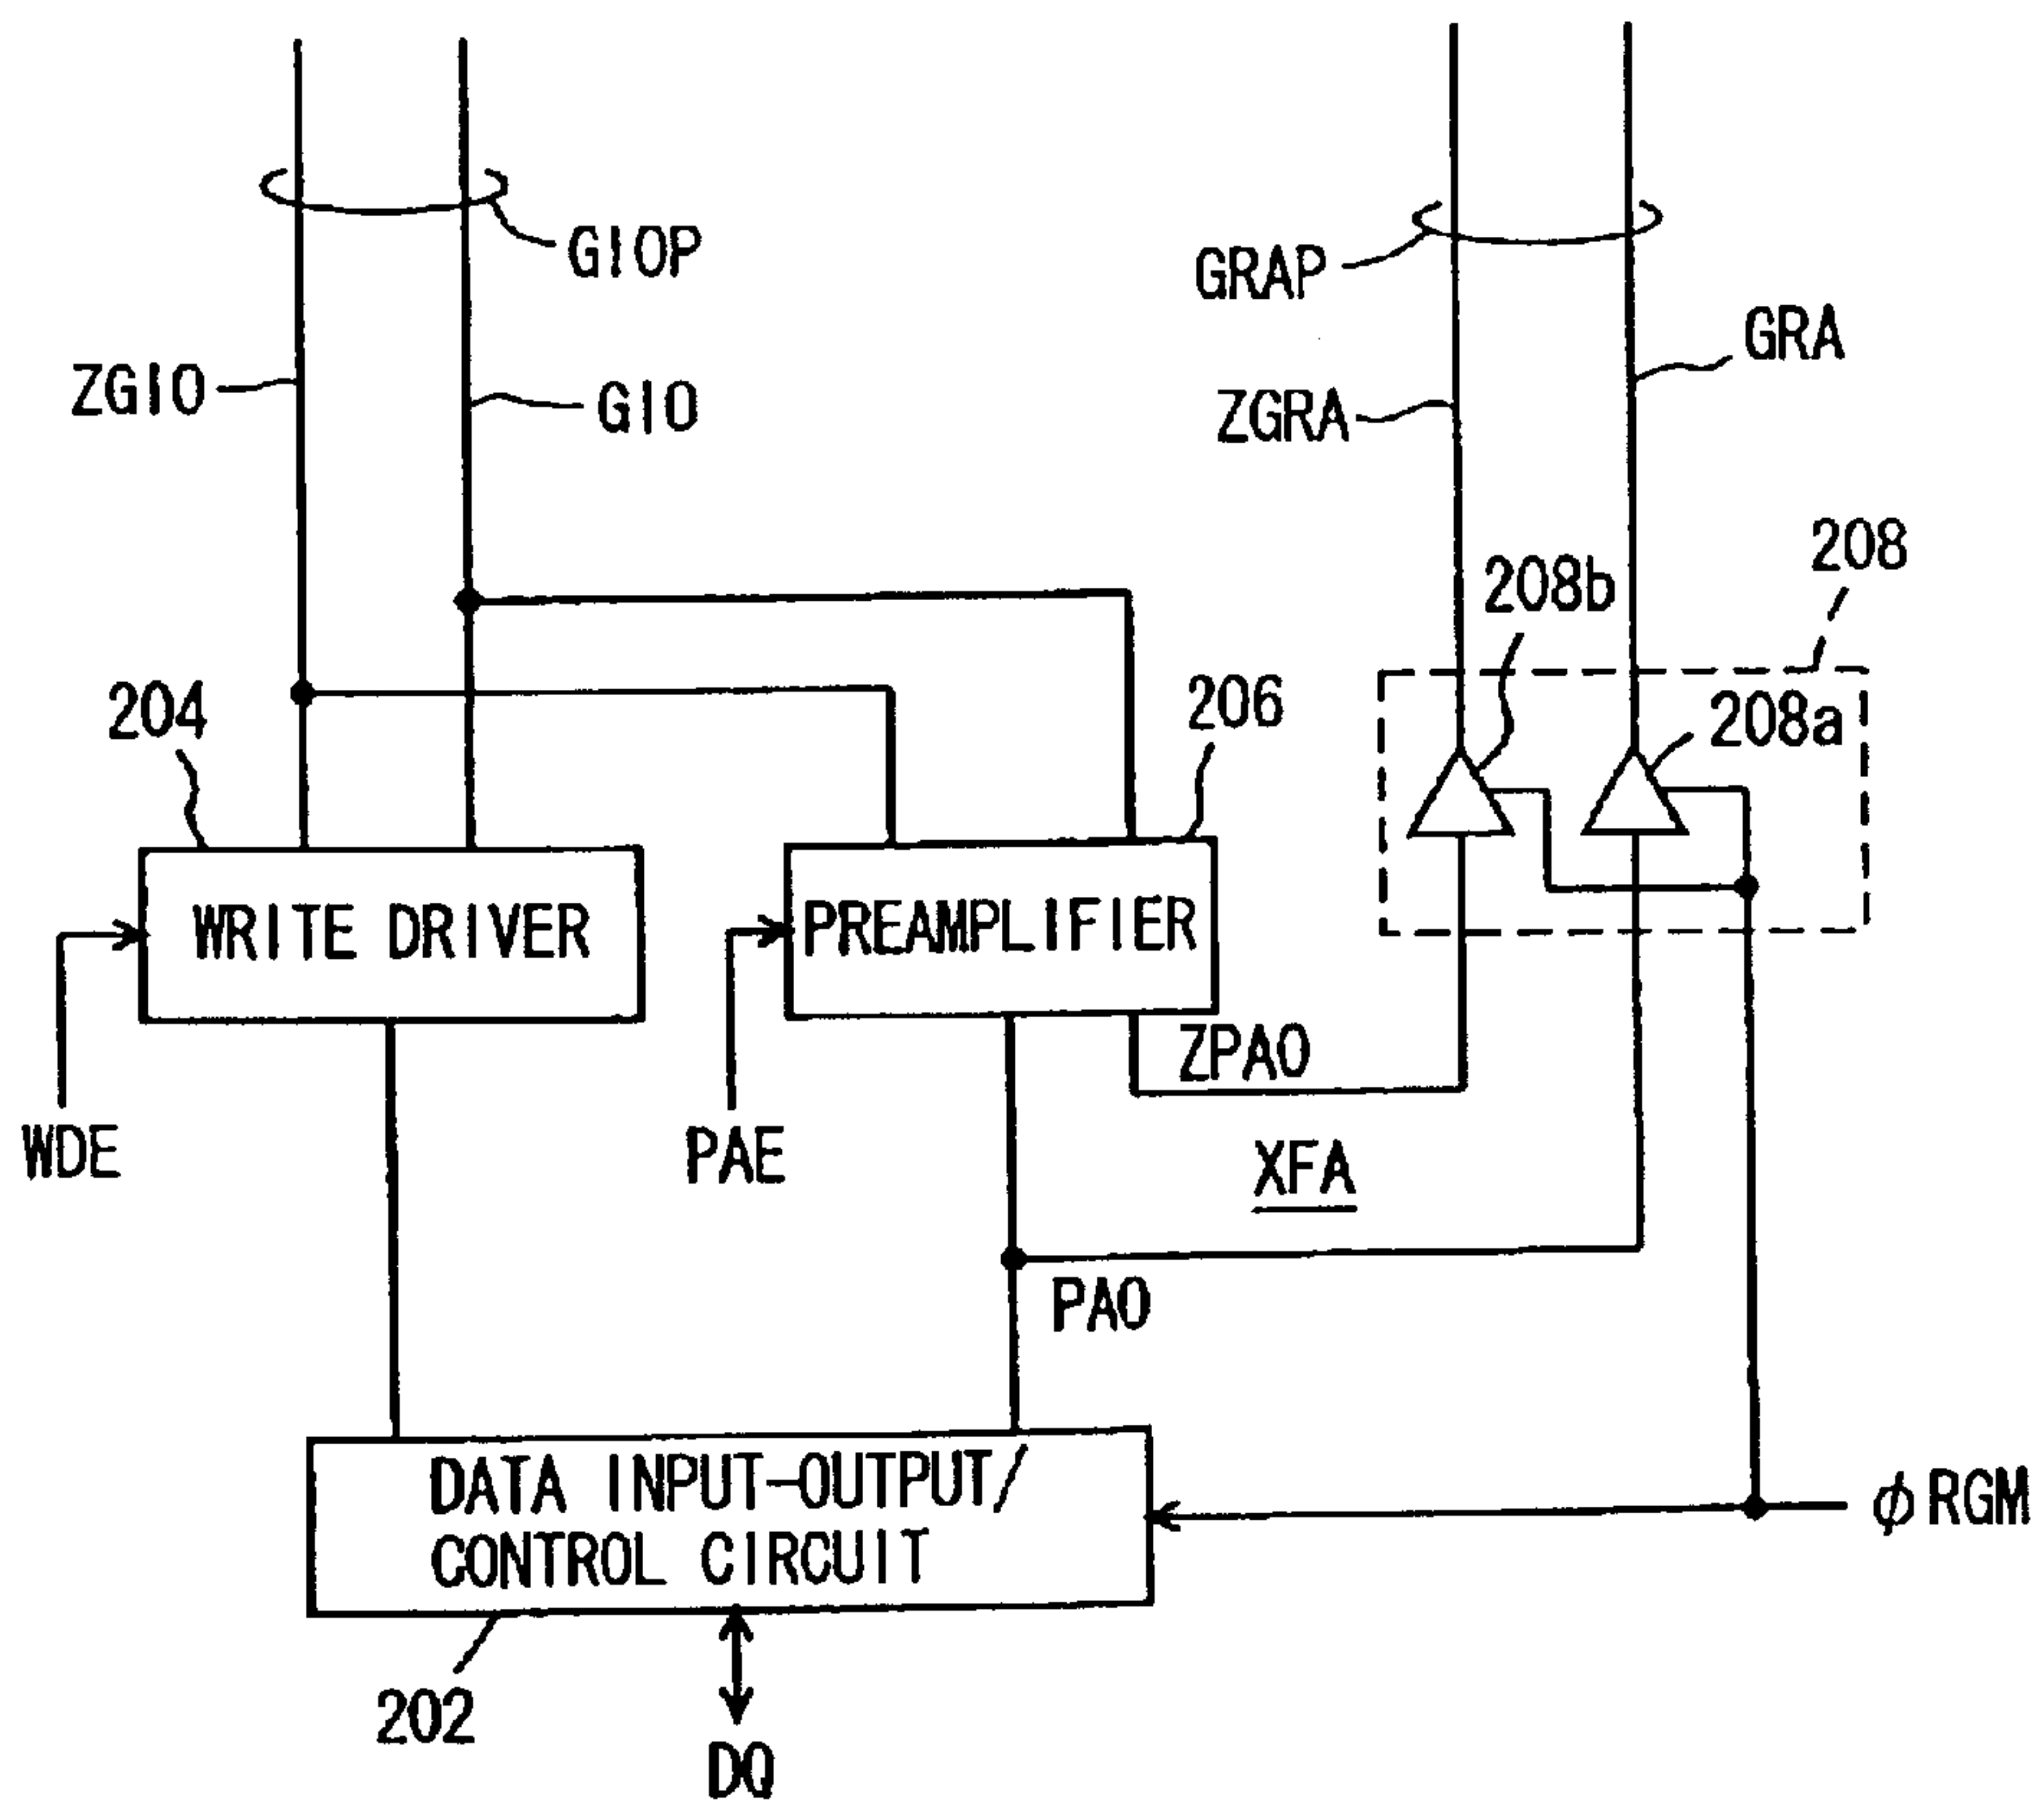 GIOP
GRAP
GRA
ZGIO
GIO
ZGRA
208
208b
204
206
208a
WRITE DRIVER
PREAMPLIFIER
ZPAO
WDE
PAE
XFA
PAO
DATA INPUT-OUTPUT/
CONTROL CIRCUIT
φRGM
202
DQ